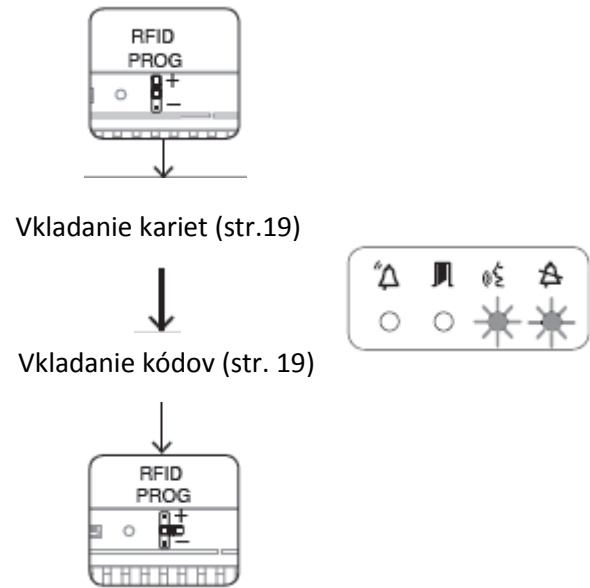 RFID
PROG
+
−
Vkladanie kariet (str.19)
Vkladanie kódov (str. 19)
RFID
PROG
+
−